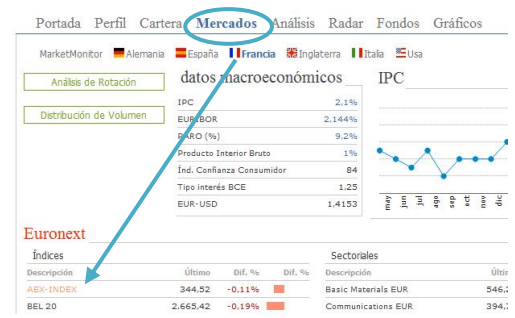 Portada Perfil Cartera Mercados Análisis Radar Fondos Gráficos
MarketMonitor Alemania España Francia Inglaterra Italia Usa
Análisis de Rotación
Distribución de Volumen
datos macroeconómicos
IPC 2,1%
EURIBOR 2,144%
PARO (%) 9,2%
Producto Interior Bruto 1%
Índ. Confianza Consumidor 84
Tipo interés BCE 1,25
EUR-USD 1,4153
IPC
may jun jul ago sep oct nov dic
Euronext
Índices
Descripción Último Dif. % Dif. %
AEX-INDEX 344,52 -0,11%
BEL 20 2.665,42 -0,19%
Sectoriales
Descripción Últim
Basic Materials EUR 546,2
Communications EUR 394,7